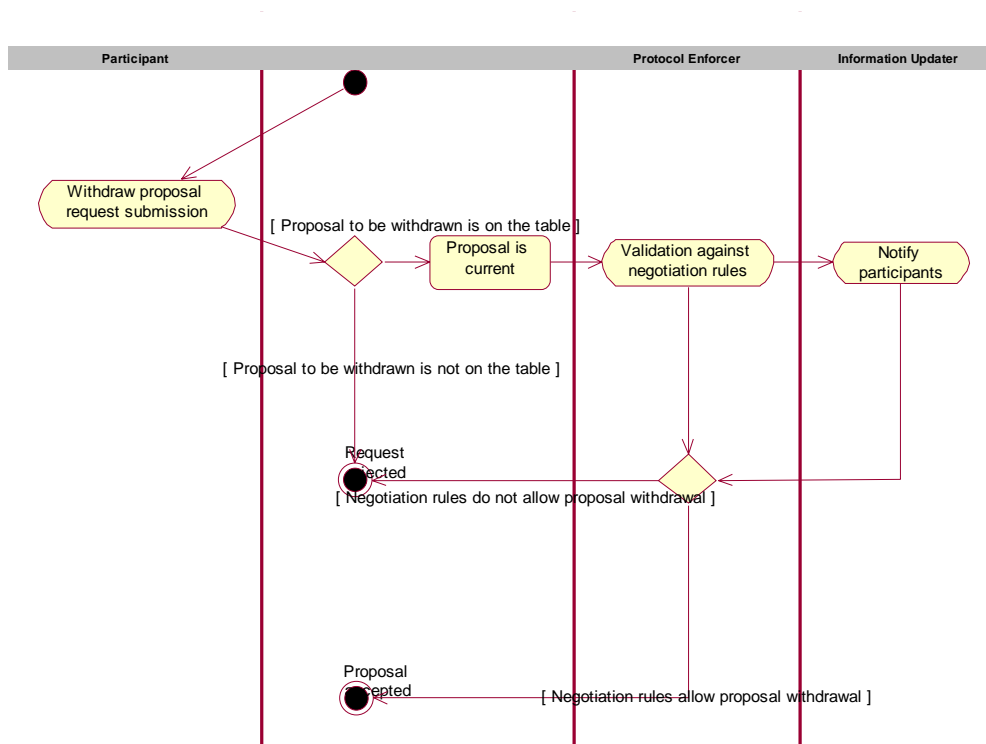 Participant
Protocol Enforcer
Information Updater
Withdraw proposal
request submission
[ Proposal to be withdrawn is on the table ]
Proposal is
current
Validation against
negotiation rules
Notify
participants
[ Proposal to be withdrawn is not on the table ]
Request
rejected
[ Negotiation rules do not allow proposal withdrawal ]
Proposal
accepted
[ Negotiation rules allow proposal withdrawal ]